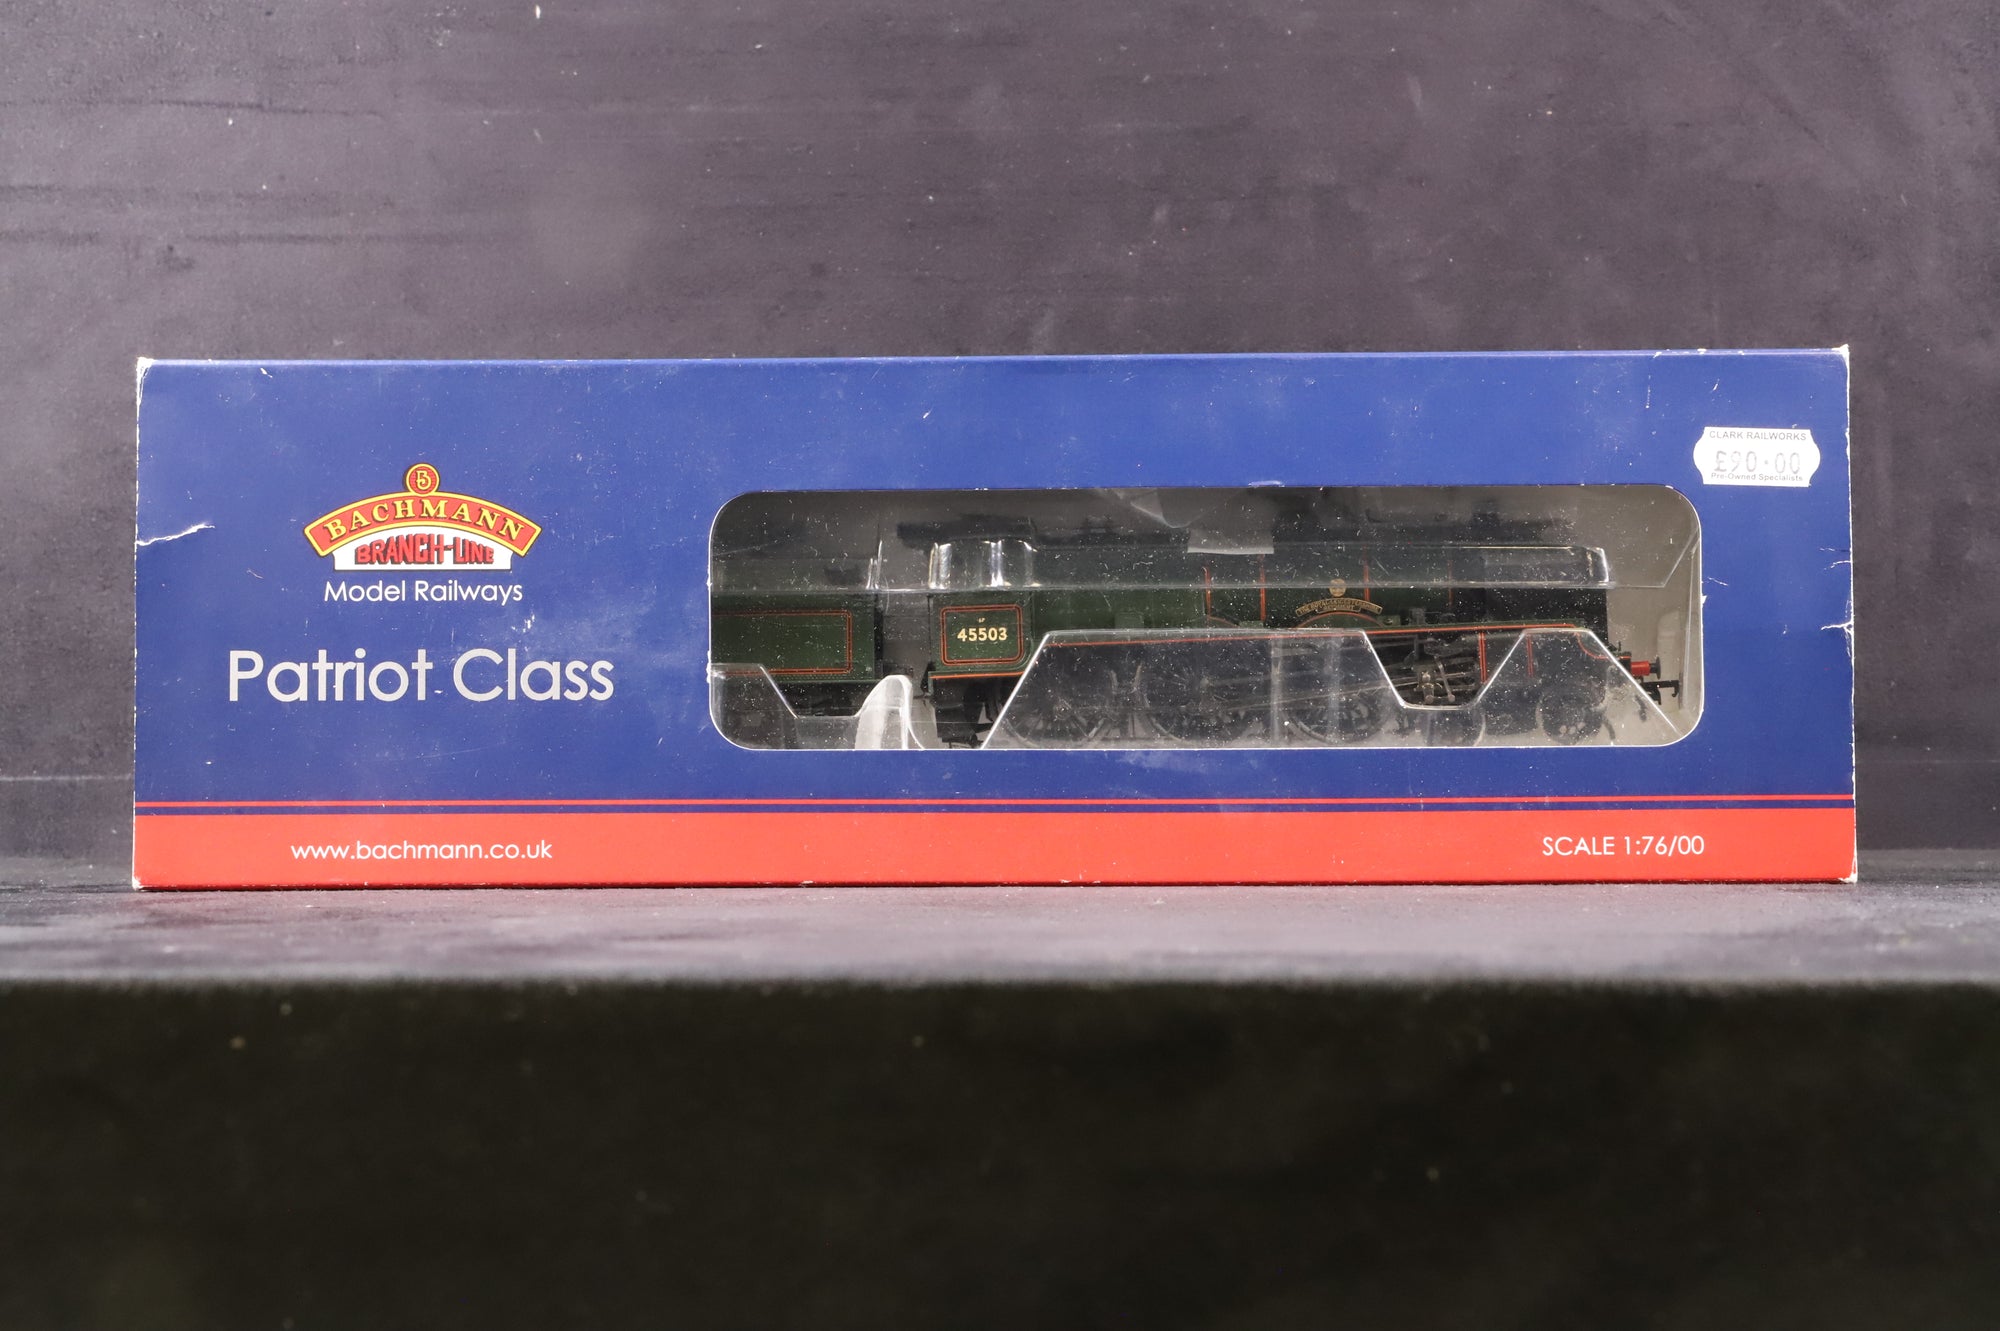 CLARK RAILWORKS
£90.00
Pre-Owned Specialists
B
BACHMANN
BRANCH-LINE
Model Railways
Patriot Class
6P
45503
www.bachmann.co.uk
SCALE 1:76/00